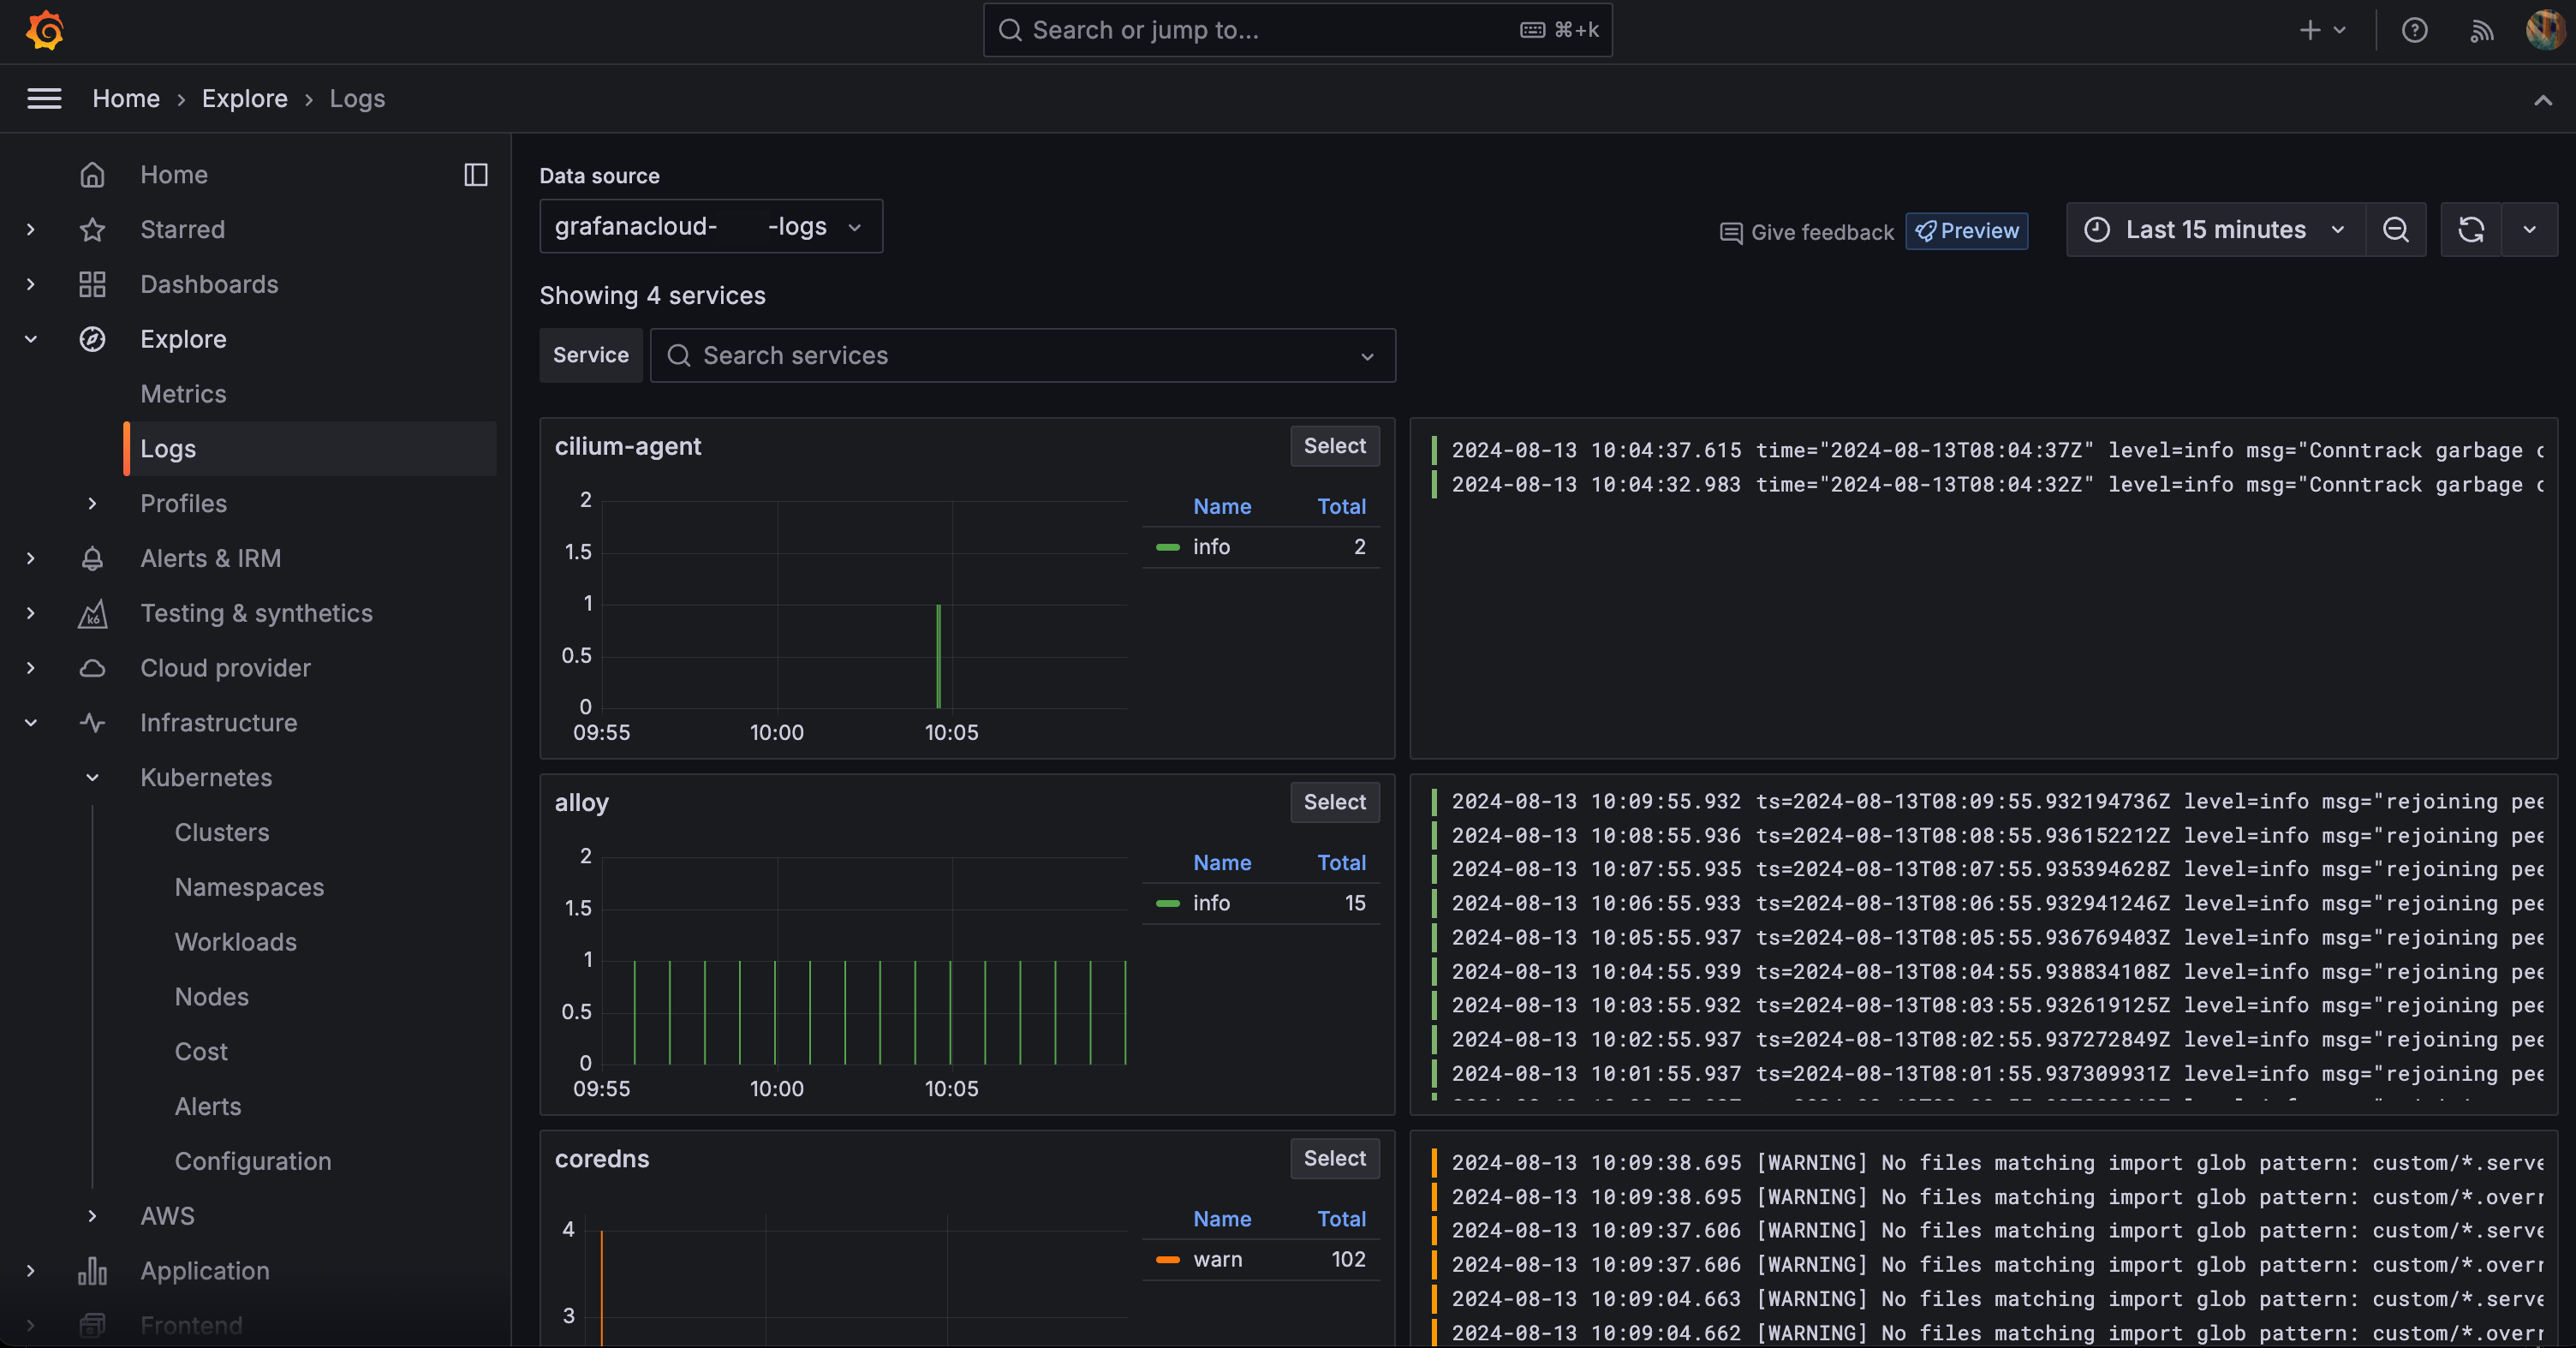 Search or jump to...
⌘+k
Home › Explore › Logs
Home
Starred
Dashboards
Explore
Metrics
Logs
Profiles
Alerts & IRM
Testing & synthetics
Cloud provider
Infrastructure
Kubernetes
Clusters
Namespaces
Workloads
Nodes
Cost
Alerts
Configuration
AWS
Application
Frontend
Data source
grafanacloud- -logs
Give feedback
Preview
Last 15 minutes
Showing 4 services
Service
Search services
cilium-agent
Select
2
1.5
1
0.5
0
09:55 10:00 10:05
Name Total
info 2
2024-08-13 10:04:37.615 time="2024-08-13T08:04:37Z" level=info msg="Conntrack garbage
2024-08-13 10:04:32.983 time="2024-08-13T08:04:32Z" level=info msg="Conntrack garbage
alloy
Select
2
1.5
1
0.5
0
09:55 10:00 10:05
Name Total
info 15
2024-08-13 10:09:55.932 ts=2024-08-13T08:09:55.932194736Z level=info msg="rejoining pee
2024-08-13 10:08:55.936 ts=2024-08-13T08:08:55.936152212Z level=info msg="rejoining pee
2024-08-13 10:07:55.935 ts=2024-08-13T08:07:55.935394628Z level=info msg="rejoining pee
2024-08-13 10:06:55.933 ts=2024-08-13T08:06:55.932941246Z level=info msg="rejoining pee
2024-08-13 10:05:55.937 ts=2024-08-13T08:05:55.936769403Z level=info msg="rejoining pee
2024-08-13 10:04:55.939 ts=2024-08-13T08:04:55.938834108Z level=info msg="rejoining pee
2024-08-13 10:03:55.932 ts=2024-08-13T08:03:55.932619125Z level=info msg="rejoining pee
2024-08-13 10:02:55.937 ts=2024-08-13T08:02:55.937272849Z level=info msg="rejoining pee
2024-08-13 10:01:55.937 ts=2024-08-13T08:01:55.937309931Z level=info msg="rejoining pee
coredns
Select
4
3
Name Total
warn 102
2024-08-13 10:09:38.695 [WARNING] No files matching import glob pattern: custom/*.serve
2024-08-13 10:09:38.695 [WARNING] No files matching import glob pattern: custom/*.overr
2024-08-13 10:09:37.606 [WARNING] No files matching import glob pattern: custom/*.serve
2024-08-13 10:09:37.606 [WARNING] No files matching import glob pattern: custom/*.overr
2024-08-13 10:09:04.663 [WARNING] No files matching import glob pattern: custom/*.serve
2024-08-13 10:09:04.662 [WARNING] No files matching import glob pattern: custom/*.overr